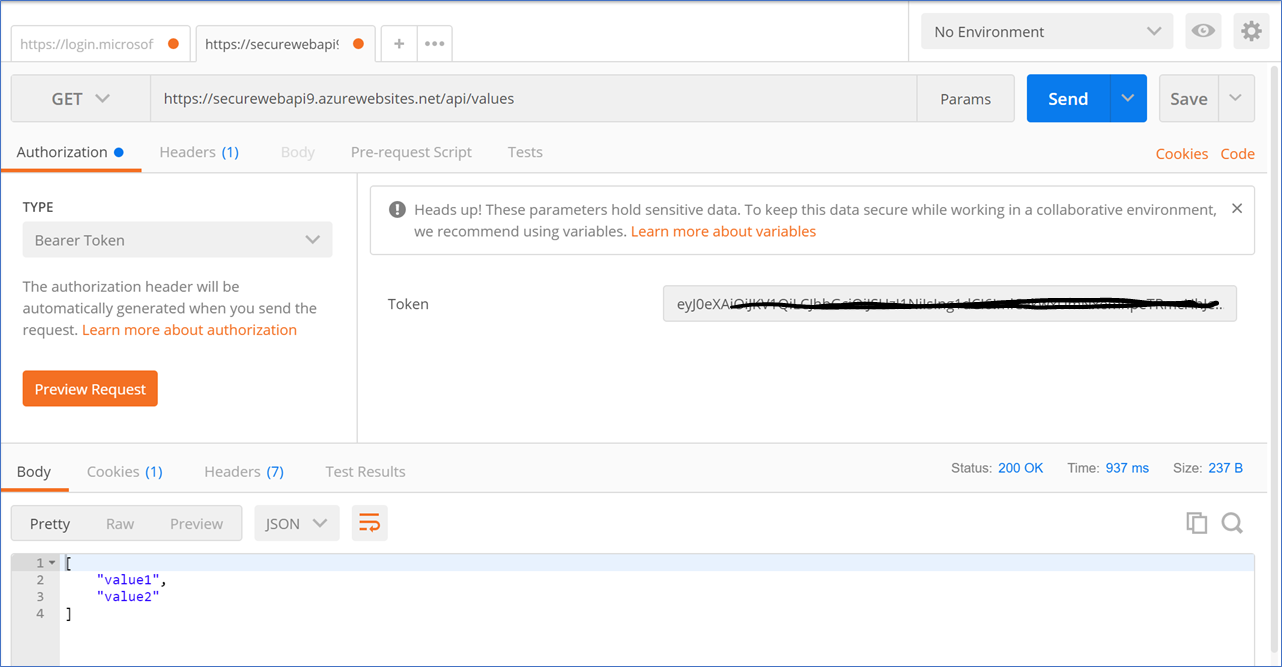 https://login.microsof
https://securewebapi9
+
No Environment
GET
https://securewebapi9.azurewebsites.net/api/values
Params
Send
Save
Authorization
Headers (1)
Body
Pre-request Script
Tests
Cookies
Code
TYPE
Bearer Token
The authorization header will be
automatically generated when you send the
request. Learn more about authorization
Preview Request
Heads up! These parameters hold sensitive data. To keep this data secure while working in a collaborative environment,
we recommend using variables. Learn more about variables
Token
Body
Cookies (1)
Headers (7)
Test Results
Status: 200 OK
Time: 937 ms
Size: 237 B
Pretty
Raw
Preview
JSON
1 [
2 "value1",
3 "value2"
4 ]